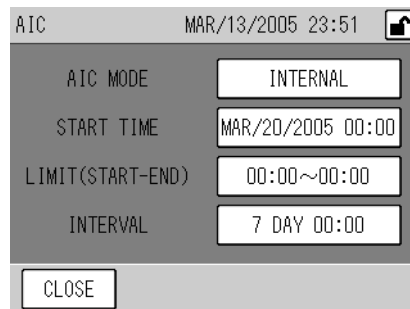 AIC MAR/13/2005 23:51
AIC MODE INTERNAL
START TIME MAR/20/2005 00:00
LIMIT(START-END) 00:00~00:00
INTERVAL 7 DAY 00:00
CLOSE